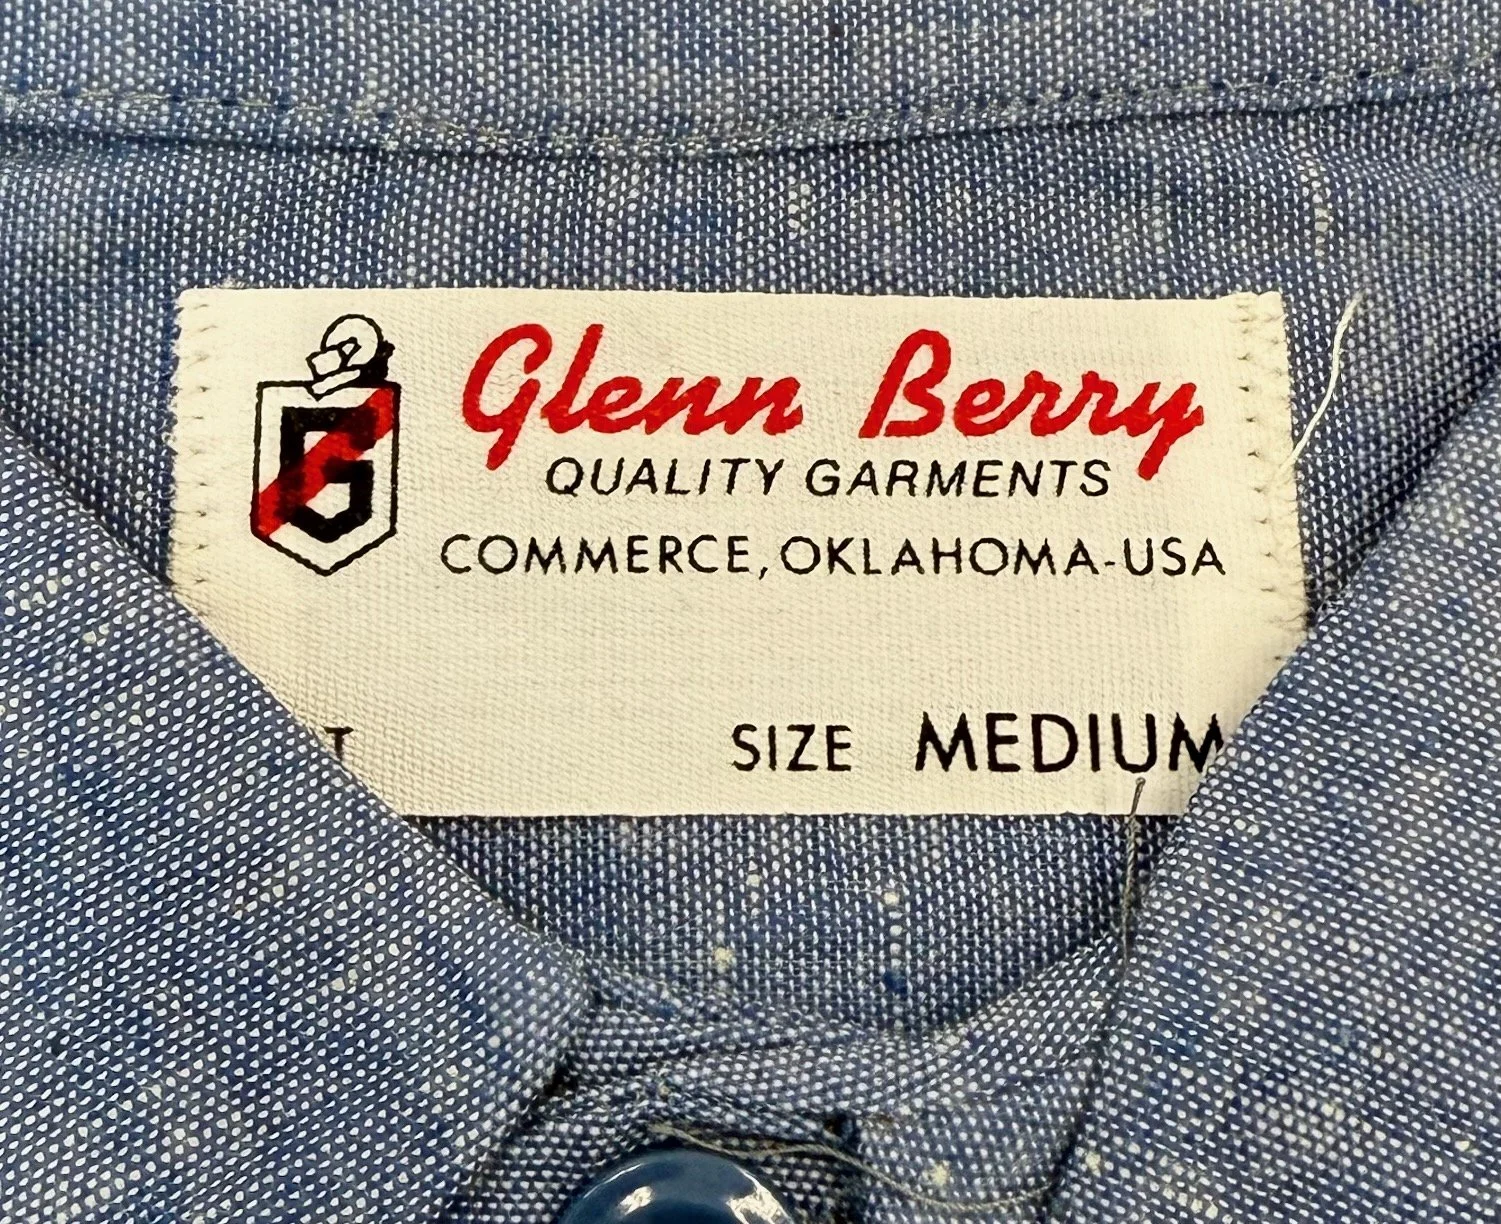 Glenn Berry
QUALITY GARMENTS
COMMERCE, OKLAHOMA-USA
SIZE MEDIUM